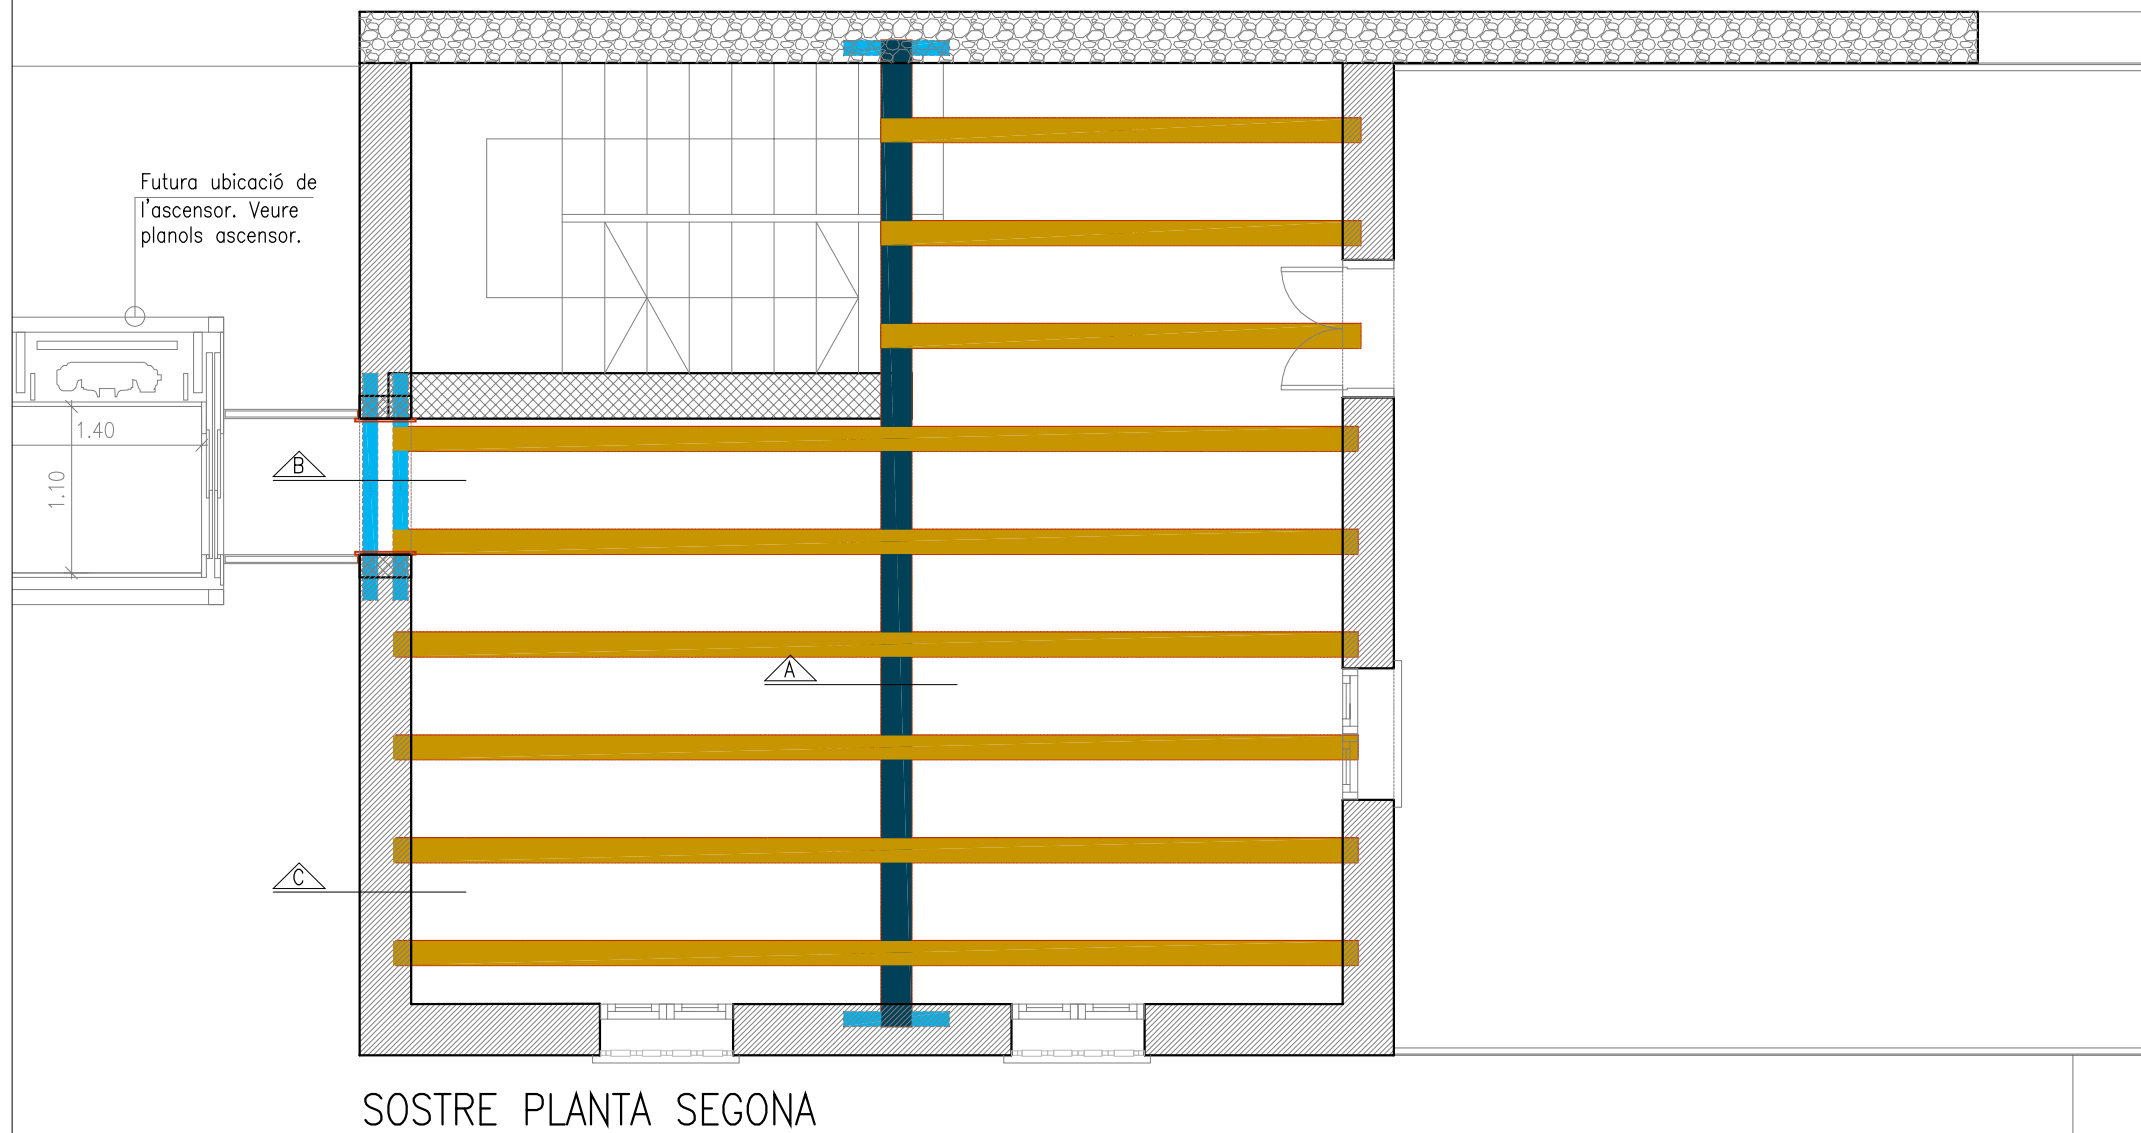 Futura ubicació de
l'ascensor. Veure
planols ascensor.
1.40
1.10
B
A
C
SOSTRE PLANTA SEGONA